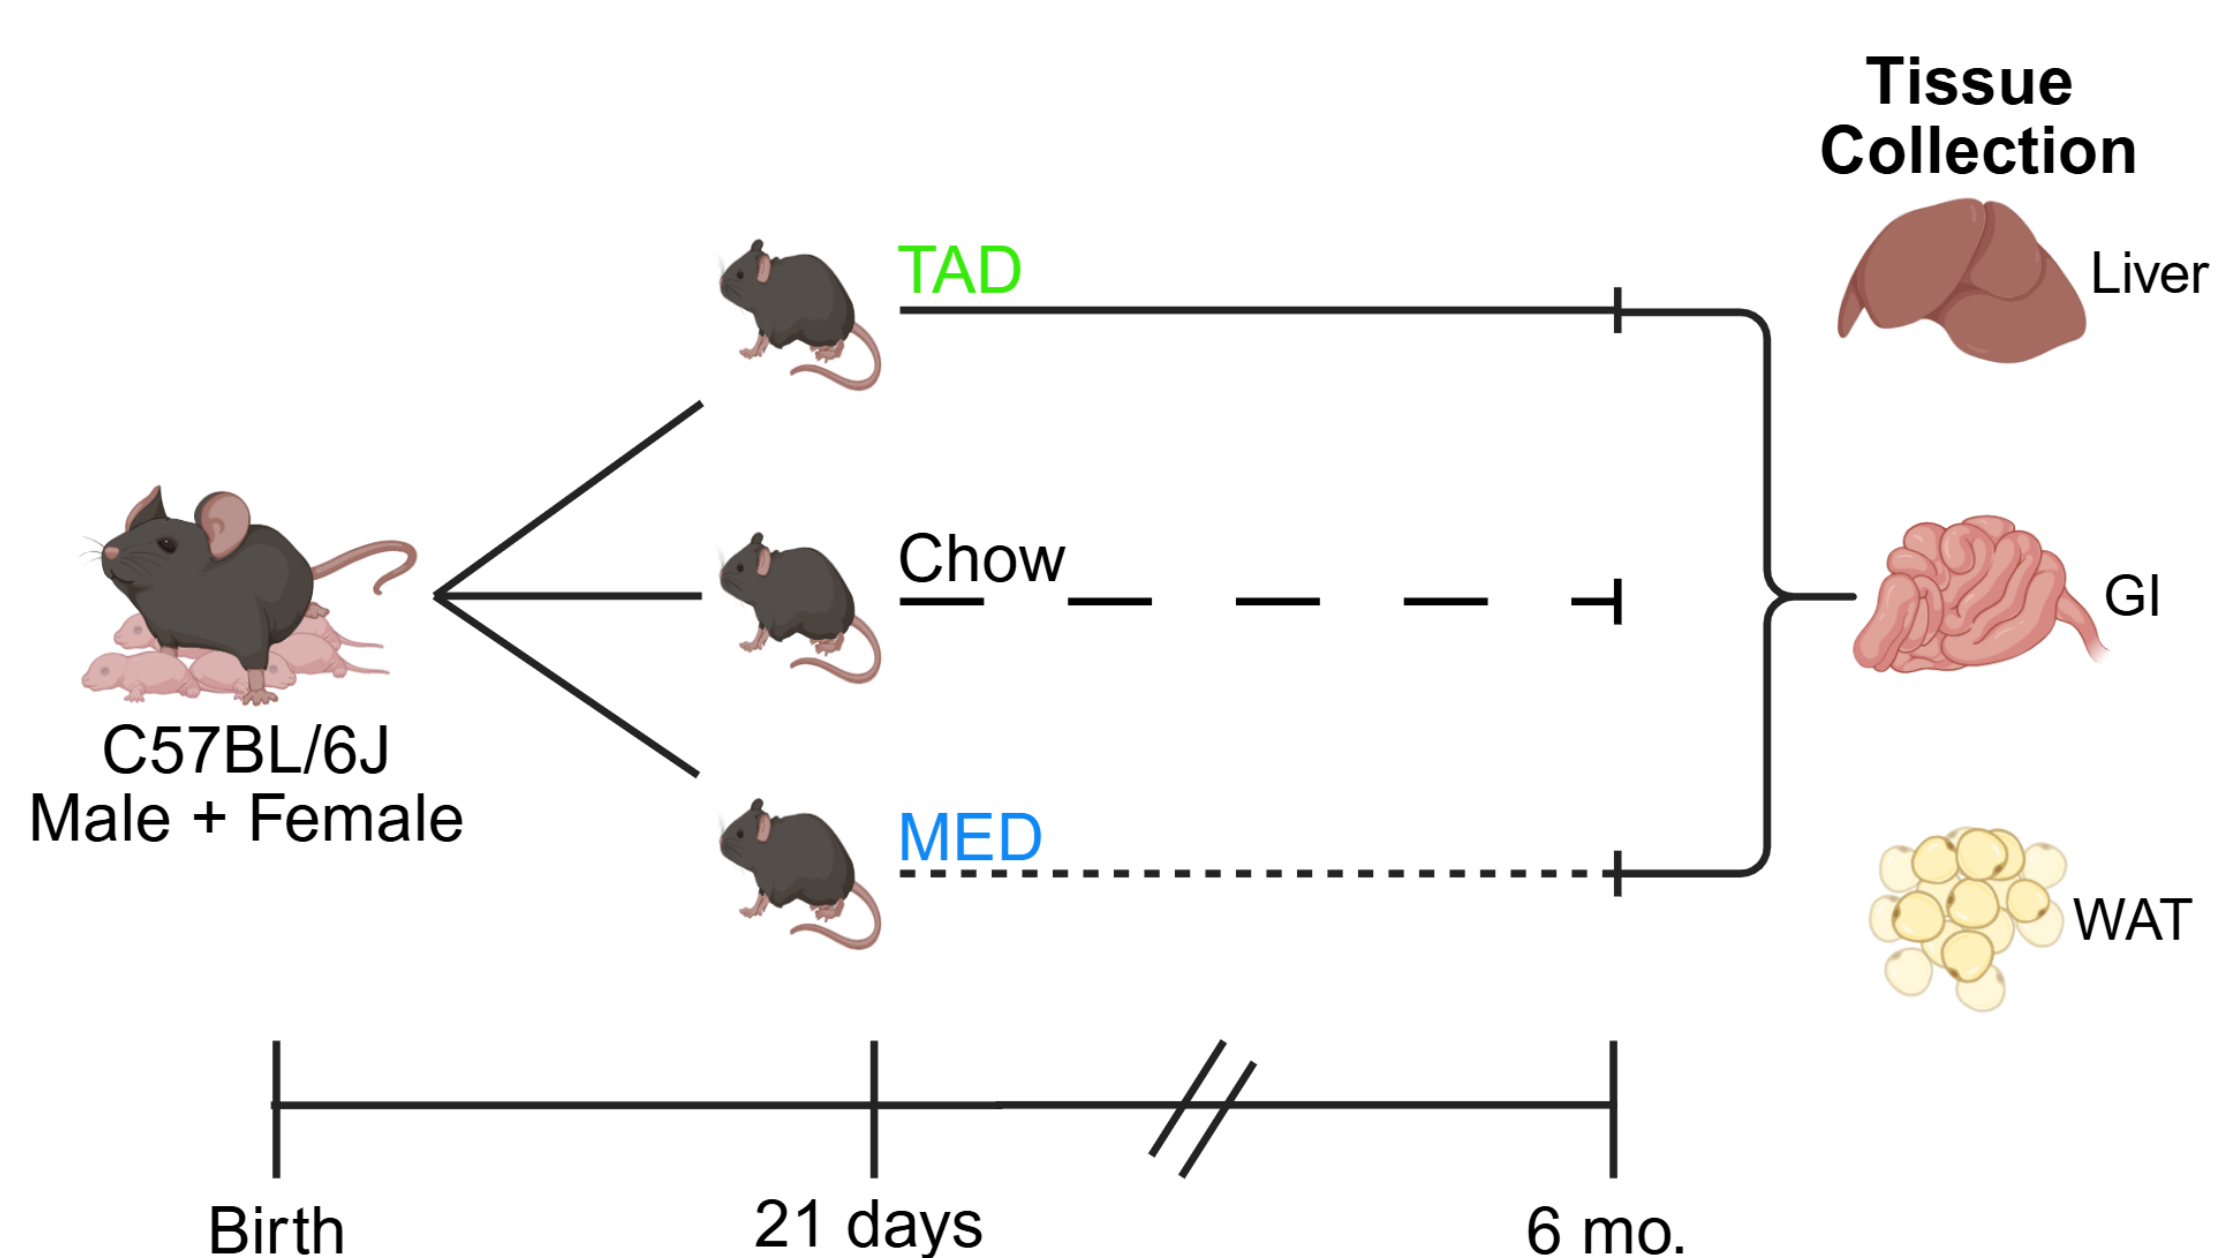 Tissue
Collection
TAD
Liver
Chow
GI
C57BL/6J
Male + Female
MED
WAT
Birth
21 days
6 mo.